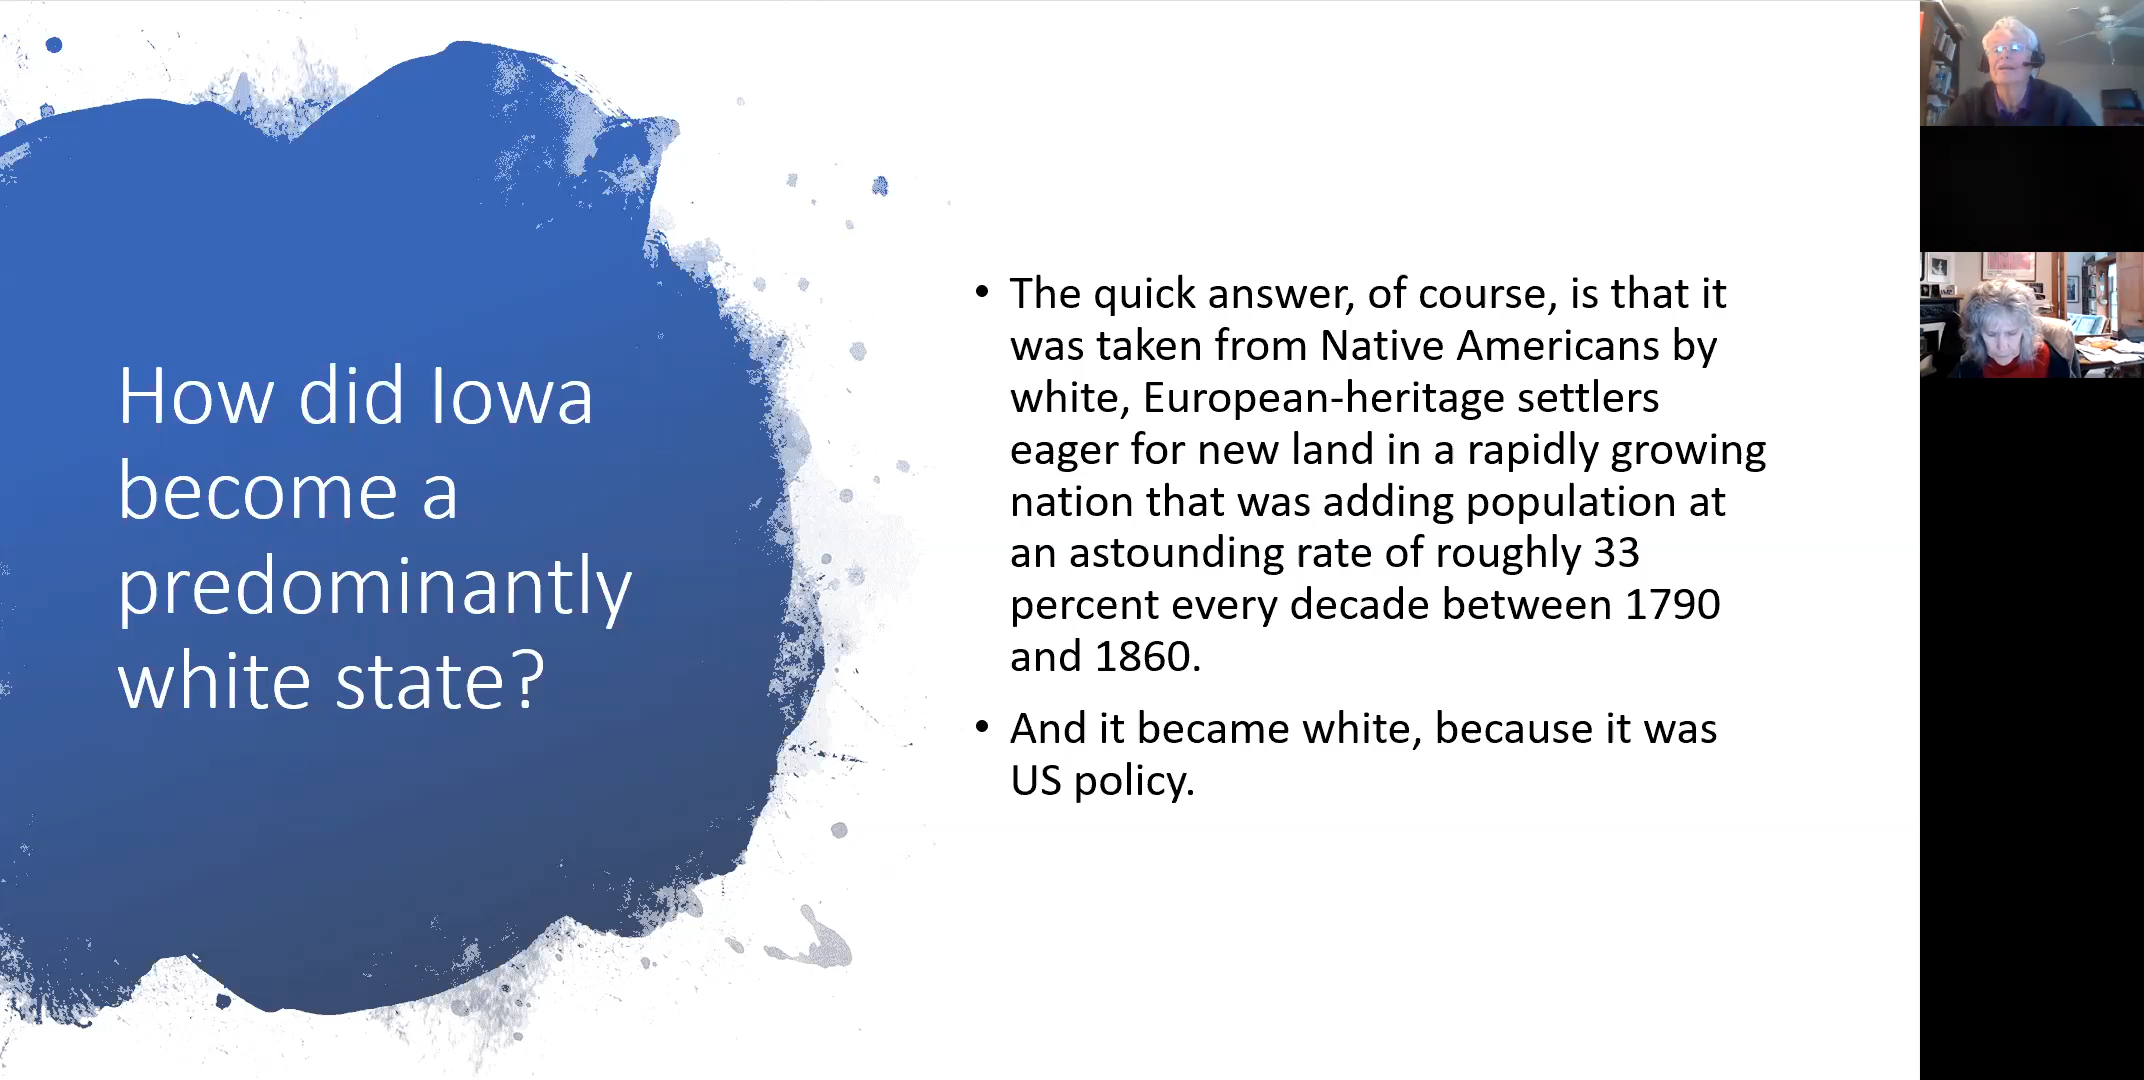 How did Iowa
become a
predominantly
white state?
• The quick answer, of course, is that it
was taken from Native Americans by
white, European-heritage settlers
eager for new land in a rapidly growing
nation that was adding population at
an astounding rate of roughly 33
percent every decade between 1790
and 1860.
• And it became white, because it was
US policy.